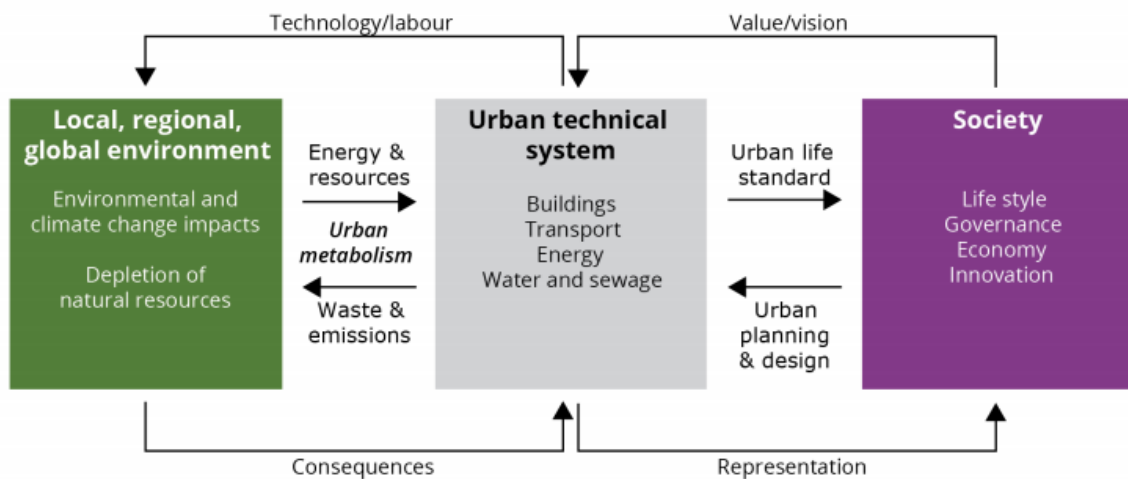 Technology/labour
Value/vision
Local, regional,
global environment
Environmental and
climate change impacts
Depletion of
natural resources
Energy &
resources
Urban
metabolism
Waste &
emissions
Urban technical
system
Buildings
Transport
Energy
Water and sewage
Urban life
standard
Urban
planning
& design
Society
Life style
Governance
Economy
Innovation
Consequences
Representation